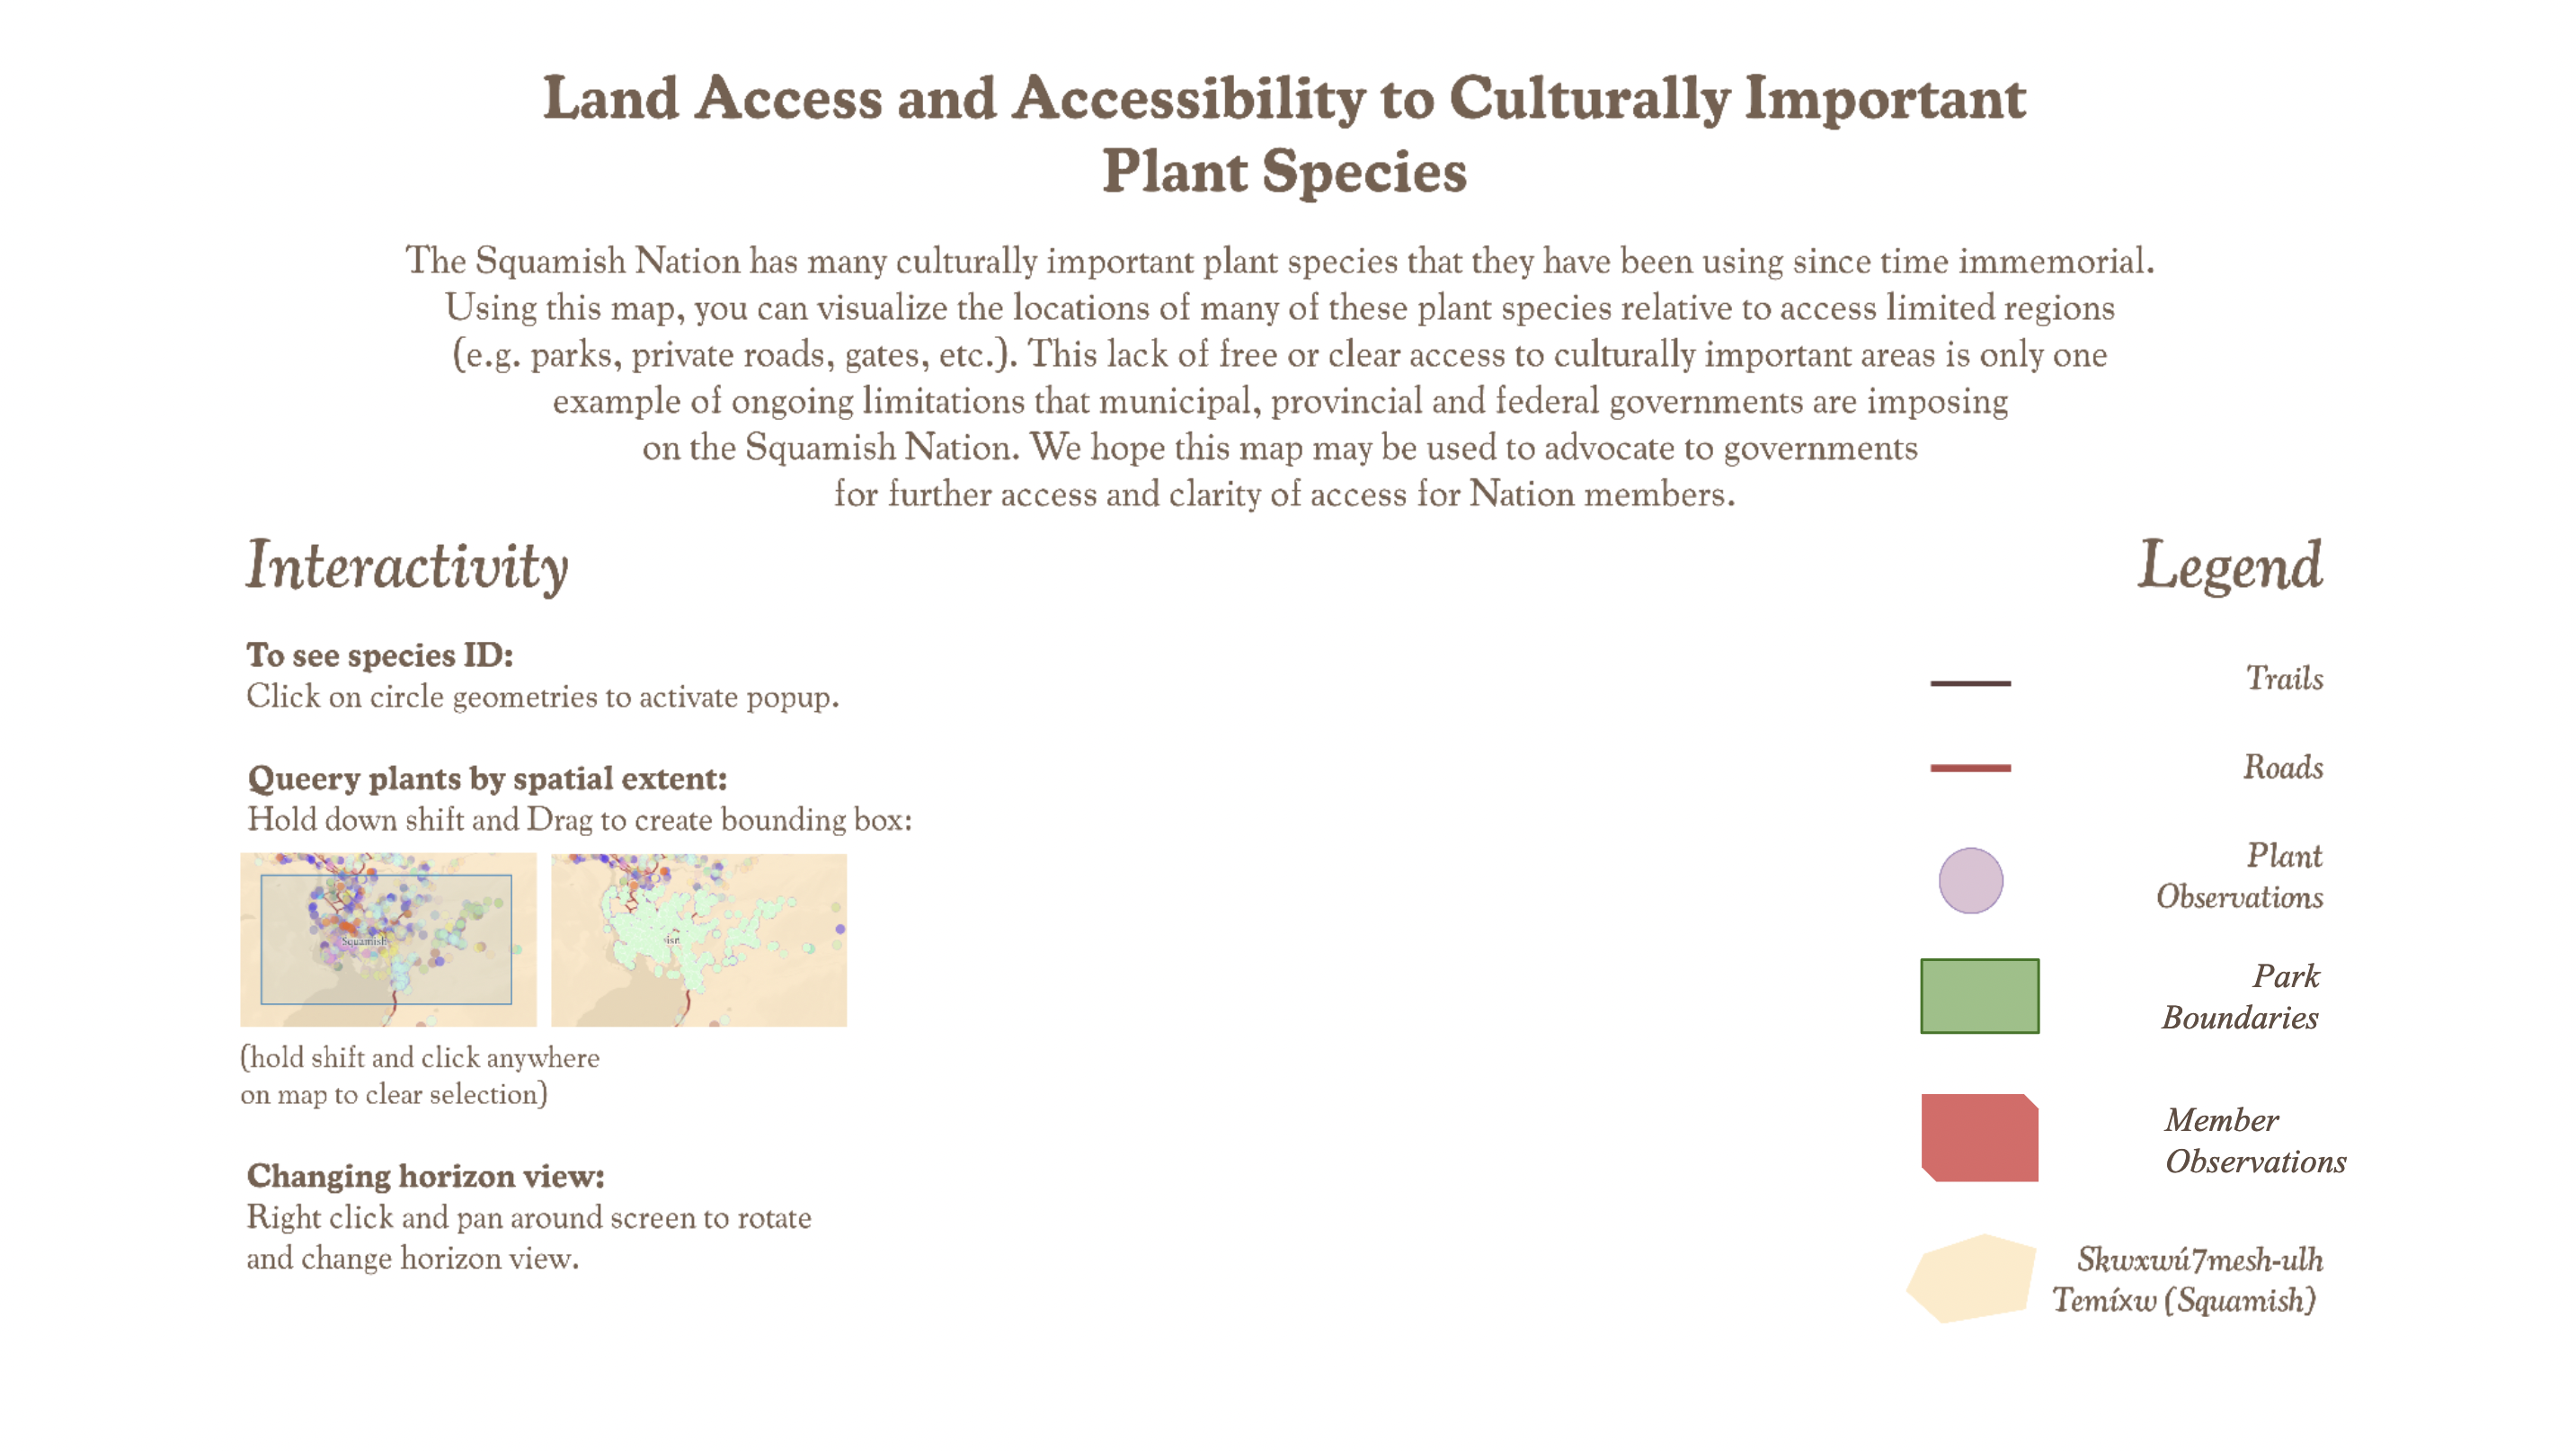 Land Access and Accessibility to Culturally Important
Plant Species
The Squamish Nation has many culturally important plant species that they have been using since time immemorial.
Using this map, you can visualize the locations of many of these plant species relative to access limited regions
(e.g. parks, private roads, gates, etc.). This lack of free or clear access to culturally important areas is only one
example of ongoing limitations that municipal, provincial and federal governments are imposing
on the Squamish Nation. We hope this map may be used to advocate to governments
for further access and clarity of access for Nation members.
Interactivity
To see species ID:
Click on circle geometries to activate popup.
Queery plants by spatial extent:
Hold down shift and Drag to create bounding box:
Squamish
(hold shift and click anywhere
on map to clear selection)
Changing horizon view:
Right click and pan around screen to rotate
and change horizon view.
Legend
Trails
Roads
Plant
Observations
Park
Boundaries
Member
Observations
Skwxwú7mesh-ulh
Temíxw (Squamish)